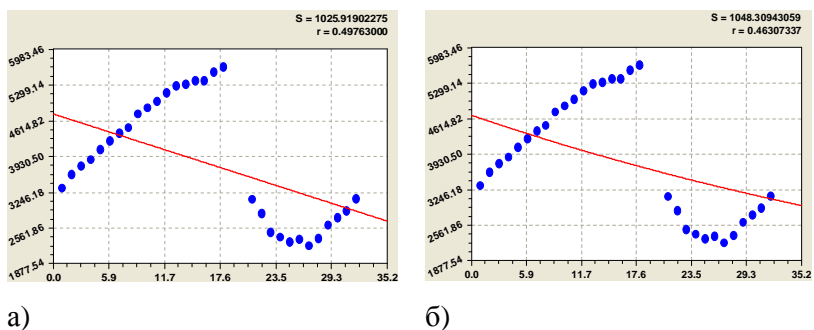 S = 1025.91902275
r = 0.49763000
5983.46
5299.14
4614.82
3930.50
3246.18
2561.86
1877.54
0.0 5.9 11.7 17.6 23.5 29.3 35.2
а)
S = 1048.30943059
r = 0.46307337
5983.46
5299.14
4614.82
3930.50
3246.18
2561.86
1877.54
0.0 5.9 11.7 17.6 23.5 29.3 35.2
б)